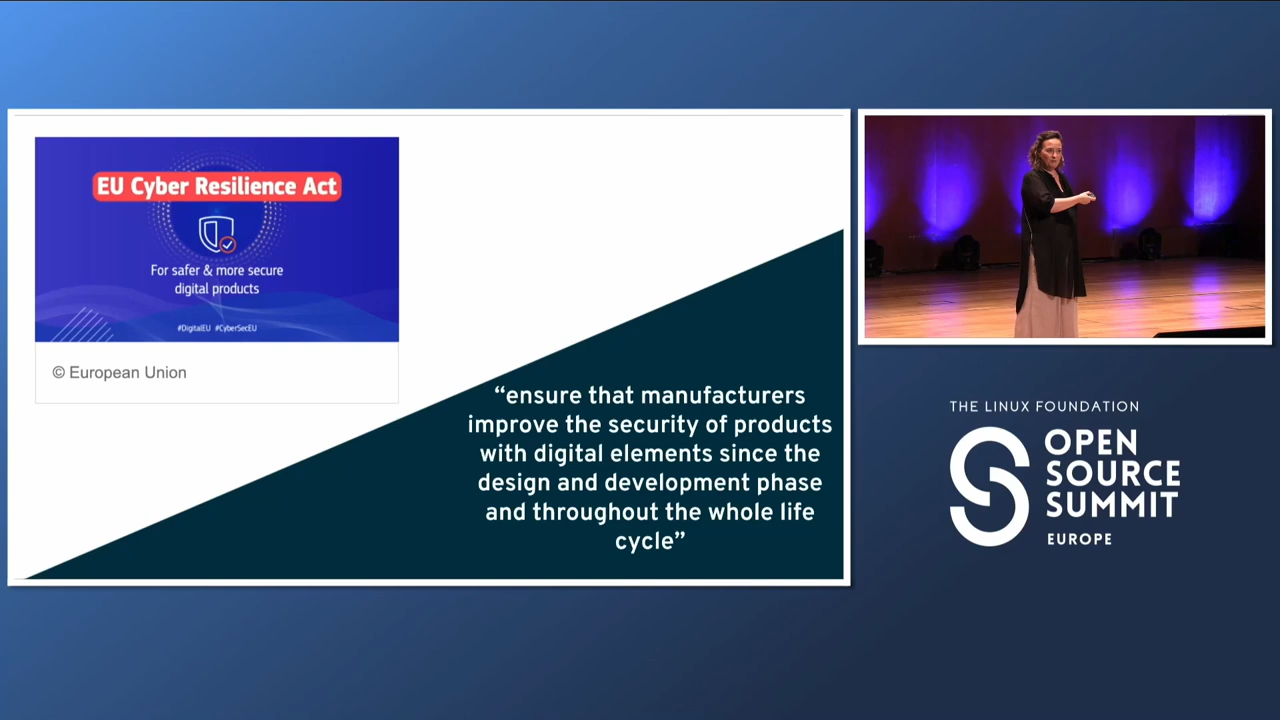 EU Cyber Resilience Act
For safer & more secure
digital products
#DigitalEU #CyberSecEU
© European Union
“ensure that manufacturers
improve the security of products
with digital elements since the
design and development phase
and throughout the whole life
cycle”
THE LINUX FOUNDATION
OPEN
SOURCE
SUMMIT
EUROPE